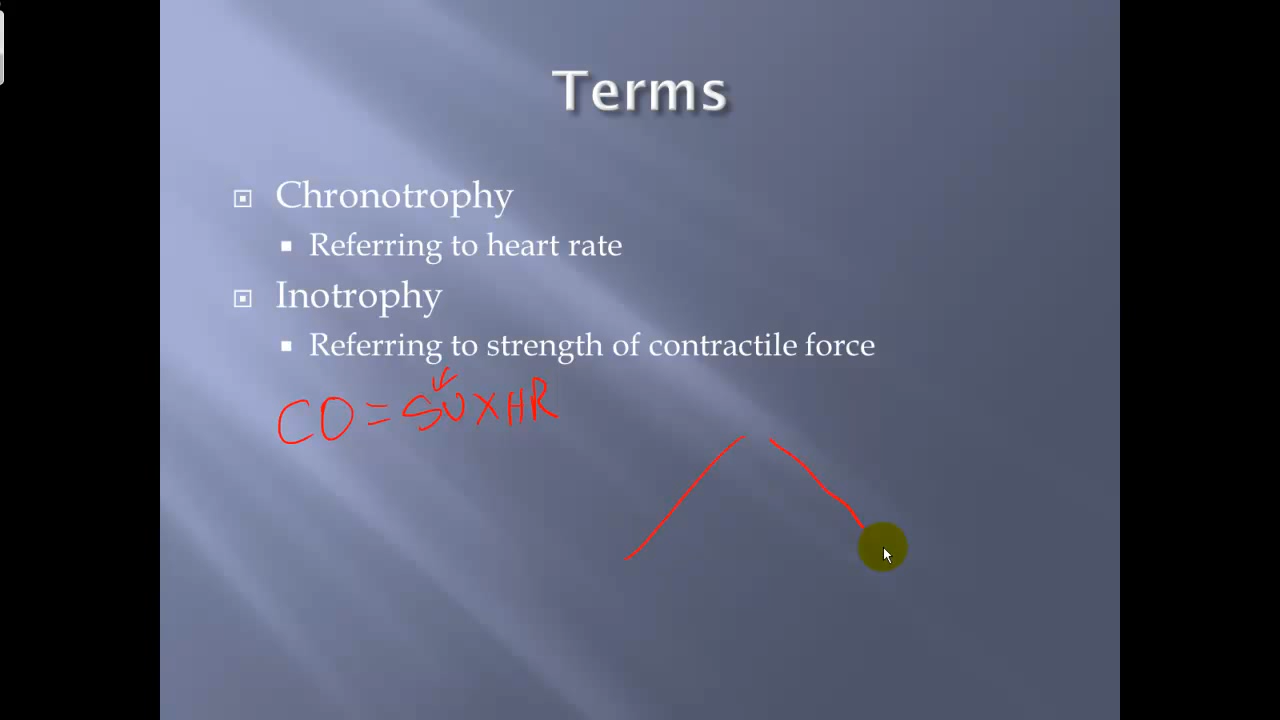 Terms
Chronotrophy
Referring to heart rate
Inotrophy
Referring to strength of contractile force
CO = SV X HR